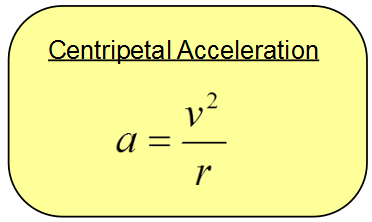 Centripetal Acceleration
a = v²/r